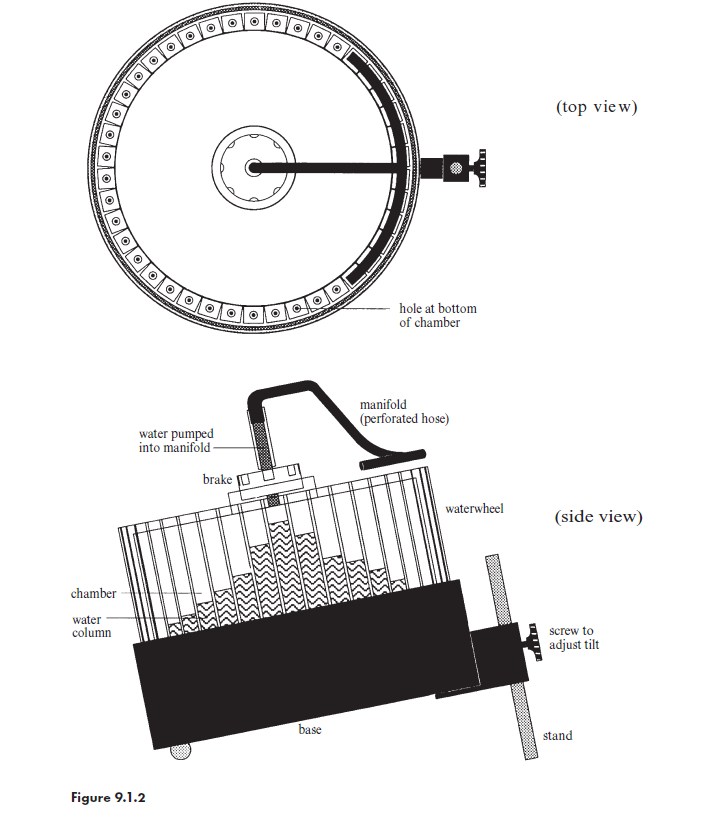 (top view)
hole at bottom
of chamber
manifold
(perforated hose)
water pumped
into manifold
brake
waterwheel
(side view)
chamber
water
column
screw to
adjust tilt
base
stand
Figure 9.1.2